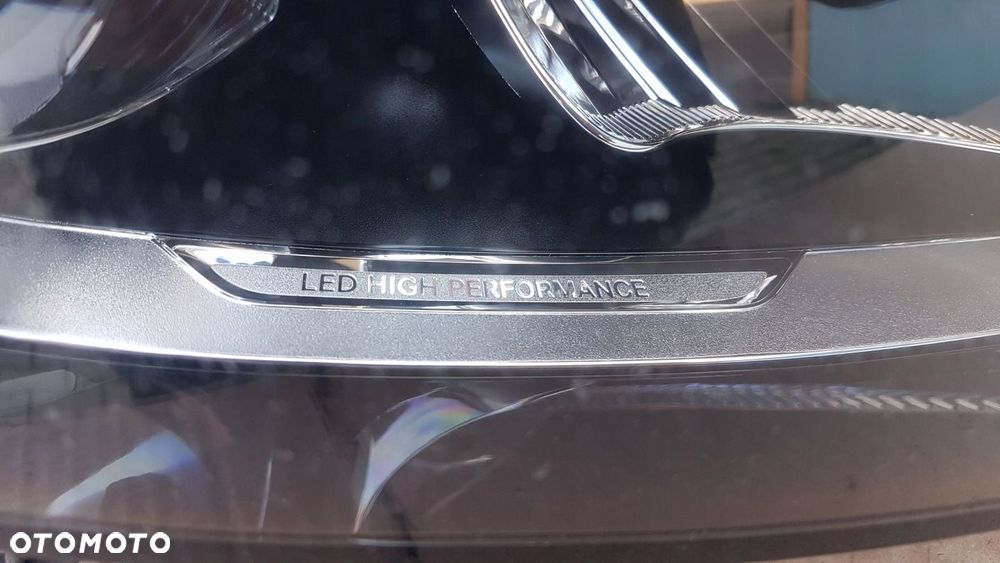 LED HIGH PERFORMANCE
OTOMOTO